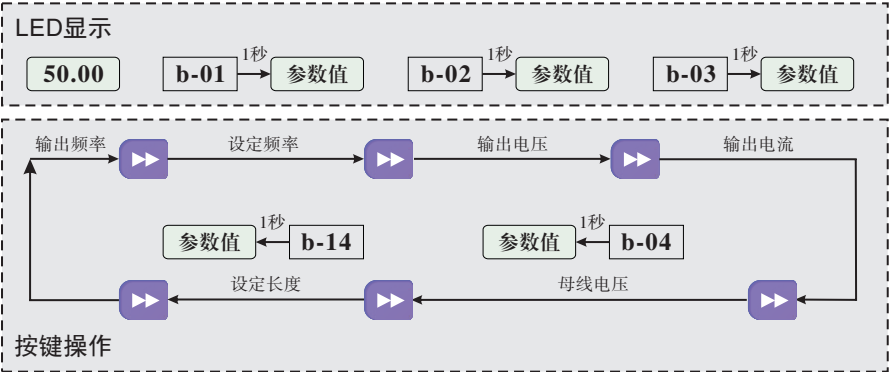 LED显示
1秒 1秒 1秒
50.00 b-01 参数值 b-02 参数值 b-03 参数值
输出频率 设定频率 输出电压 输出电流
1秒 1秒
参数值 b-14 参数值 b-04
设定长度 母线电压
按键操作